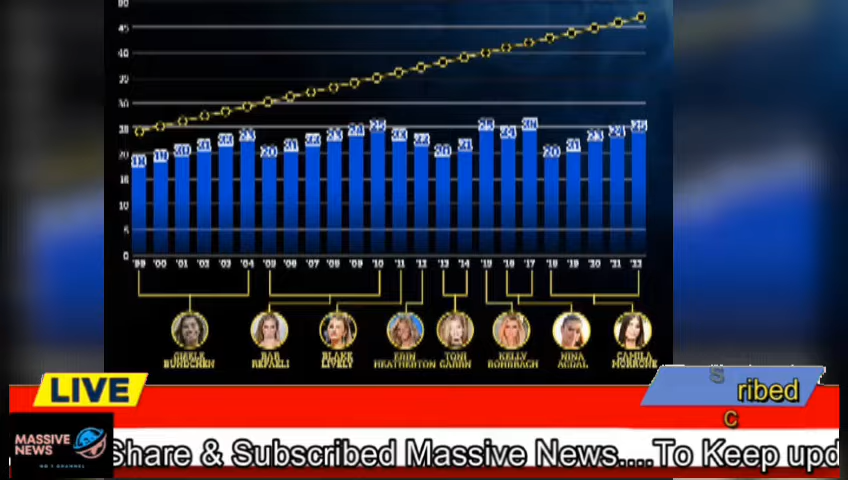 50
45
40
35
30
25
20
15
10
5
0
18 19 20 21 22 23 20 21 22 23 24 25 23 22 20 21 25 24 26 20 21 23 24 25
'99 '00 '01 '02 '03 '04 '05 '06 '07 '08 '09 '10 '11 '12 '13 '14 '15 '16 '17 '18 '19 '20 '21 '22
GISELE BAR BLAKE ERIN TONI KELLY NINA CAMILA
BUNDCHEN REFAELI LIVELY HEATHERTON GARRN ROHRBACH AGDAL MORRONE
LIVE
S
ribed
C
MASSIVE
NEWS
NO 1 CHANNEL
Share & Subscribed Massive News....To Keep upd